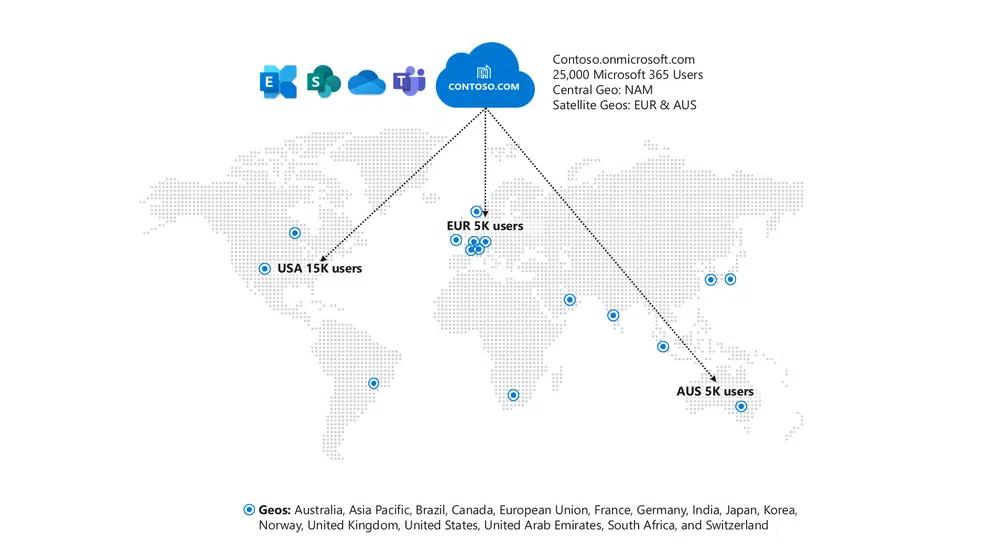 E
S
T
CONTOSO.COM
Contoso.onmicrosoft.com
25,000 Microsoft 365 Users
Central Geo: NAM
Satellite Geos: EUR & AUS
EUR 5K users
USA 15K users
AUS 5K users
Geos: Australia, Asia Pacific, Brazil, Canada, European Union, France, Germany, India, Japan, Korea,
Norway, United Kingdom, United States, United Arab Emirates, South Africa, and Switzerland